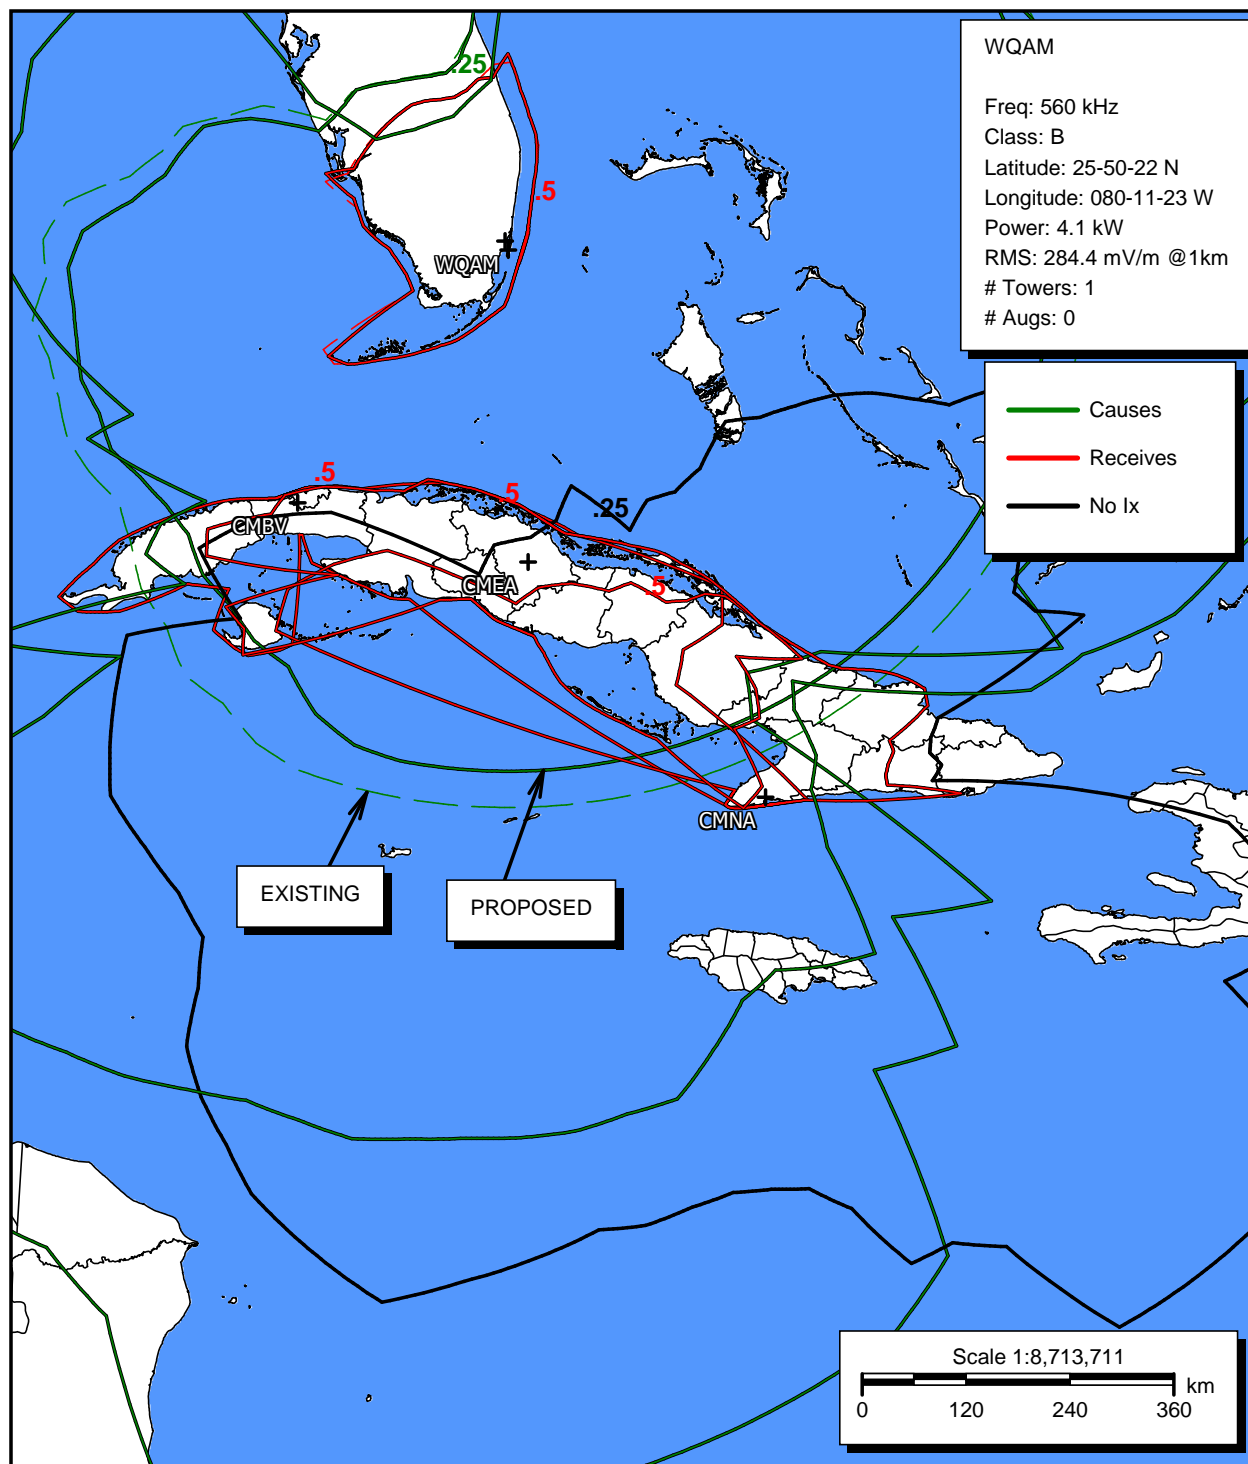 WQAM
Freq: 560 kHz
Class: B
Latitude: 25-50-22 N
Longitude: 080-11-23 W
Power: 4.1 kW
RMS: 284.4 mV/m @1km
# Towers: 1
# Augs: 0
Causes
Receives
No Ix
.25
.5
WQAM
.5
.5
.25
CMBV
CMEA
.5
CMNA
EXISTING
PROPOSED
Scale 1:8,713,711
km
0 120 240 360